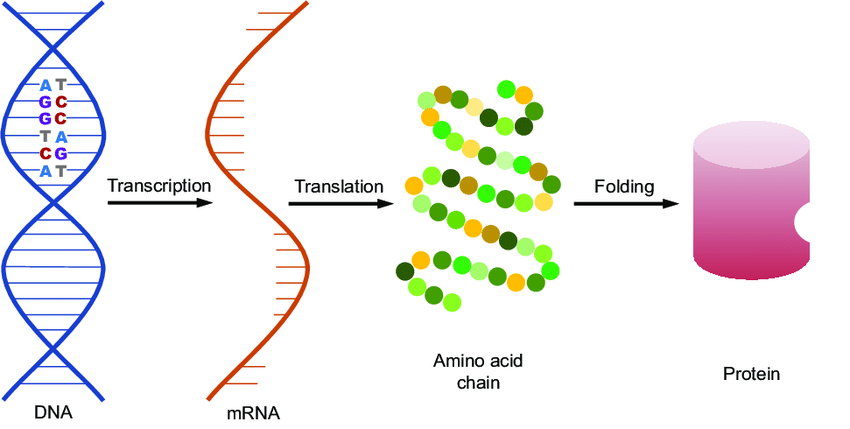 A T
G C
G C
T A
C G
A T
Transcription
Translation
Folding
DNA
mRNA
Amino acid
chain
Protein